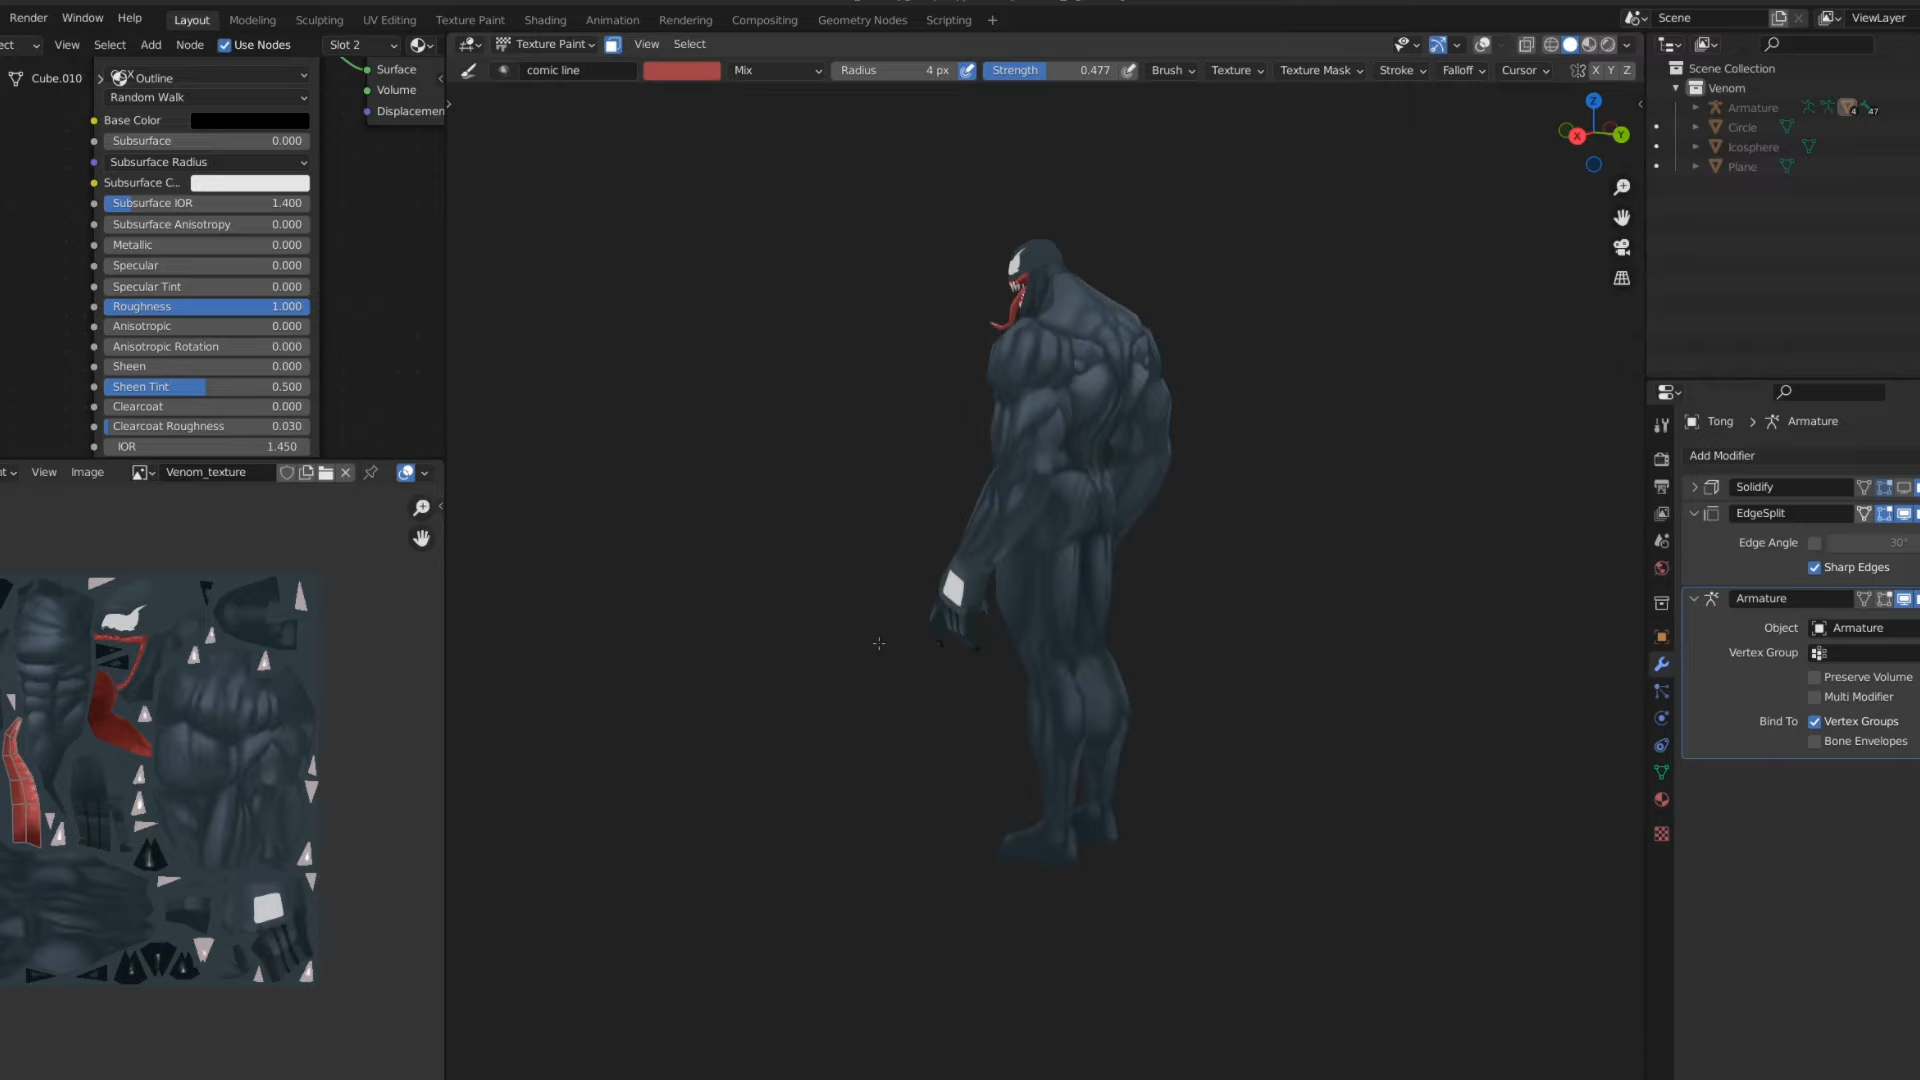 Render Window Help Layout Modeling Sculpting UV Editing Texture Paint Shading Animation Rendering Compositing Geometry Nodes Scripting + Scene ViewLayer
View Select Add Node Use Nodes Slot 2 Texture Paint View Select
Cube.010 Outline Surface comic line Mix Radius 4 px Strength 0.477 Brush Texture Texture Mask Stroke Falloff Cursor X Y Z
Scene Collection
Random Walk Volume
Venom
Base Color Displacemen
Armature 4 47
Subsurface 0.000
Circle
Subsurface Radius
Icosphere
Subsurface C...
Plane
Subsurface IOR 1.400
Subsurface Anisotropy 0.000
Metallic 0.000
Specular 0.000
Specular Tint 0.000
Roughness 1.000
Anisotropic 0.000
Anisotropic Rotation 0.000
Sheen 0.000
Sheen Tint 0.500
Clearcoat 0.000
Clearcoat Roughness 0.030
IOR 1.450
Z
X Y
View Image Venom_texture
Tong > Armature
Add Modifier
Solidify
EdgeSplit
Edge Angle 30°
Sharp Edges
Armature
Object Armature
Vertex Group
Preserve Volume
Multi Modifier
Bind To Vertex Groups
Bone Envelopes